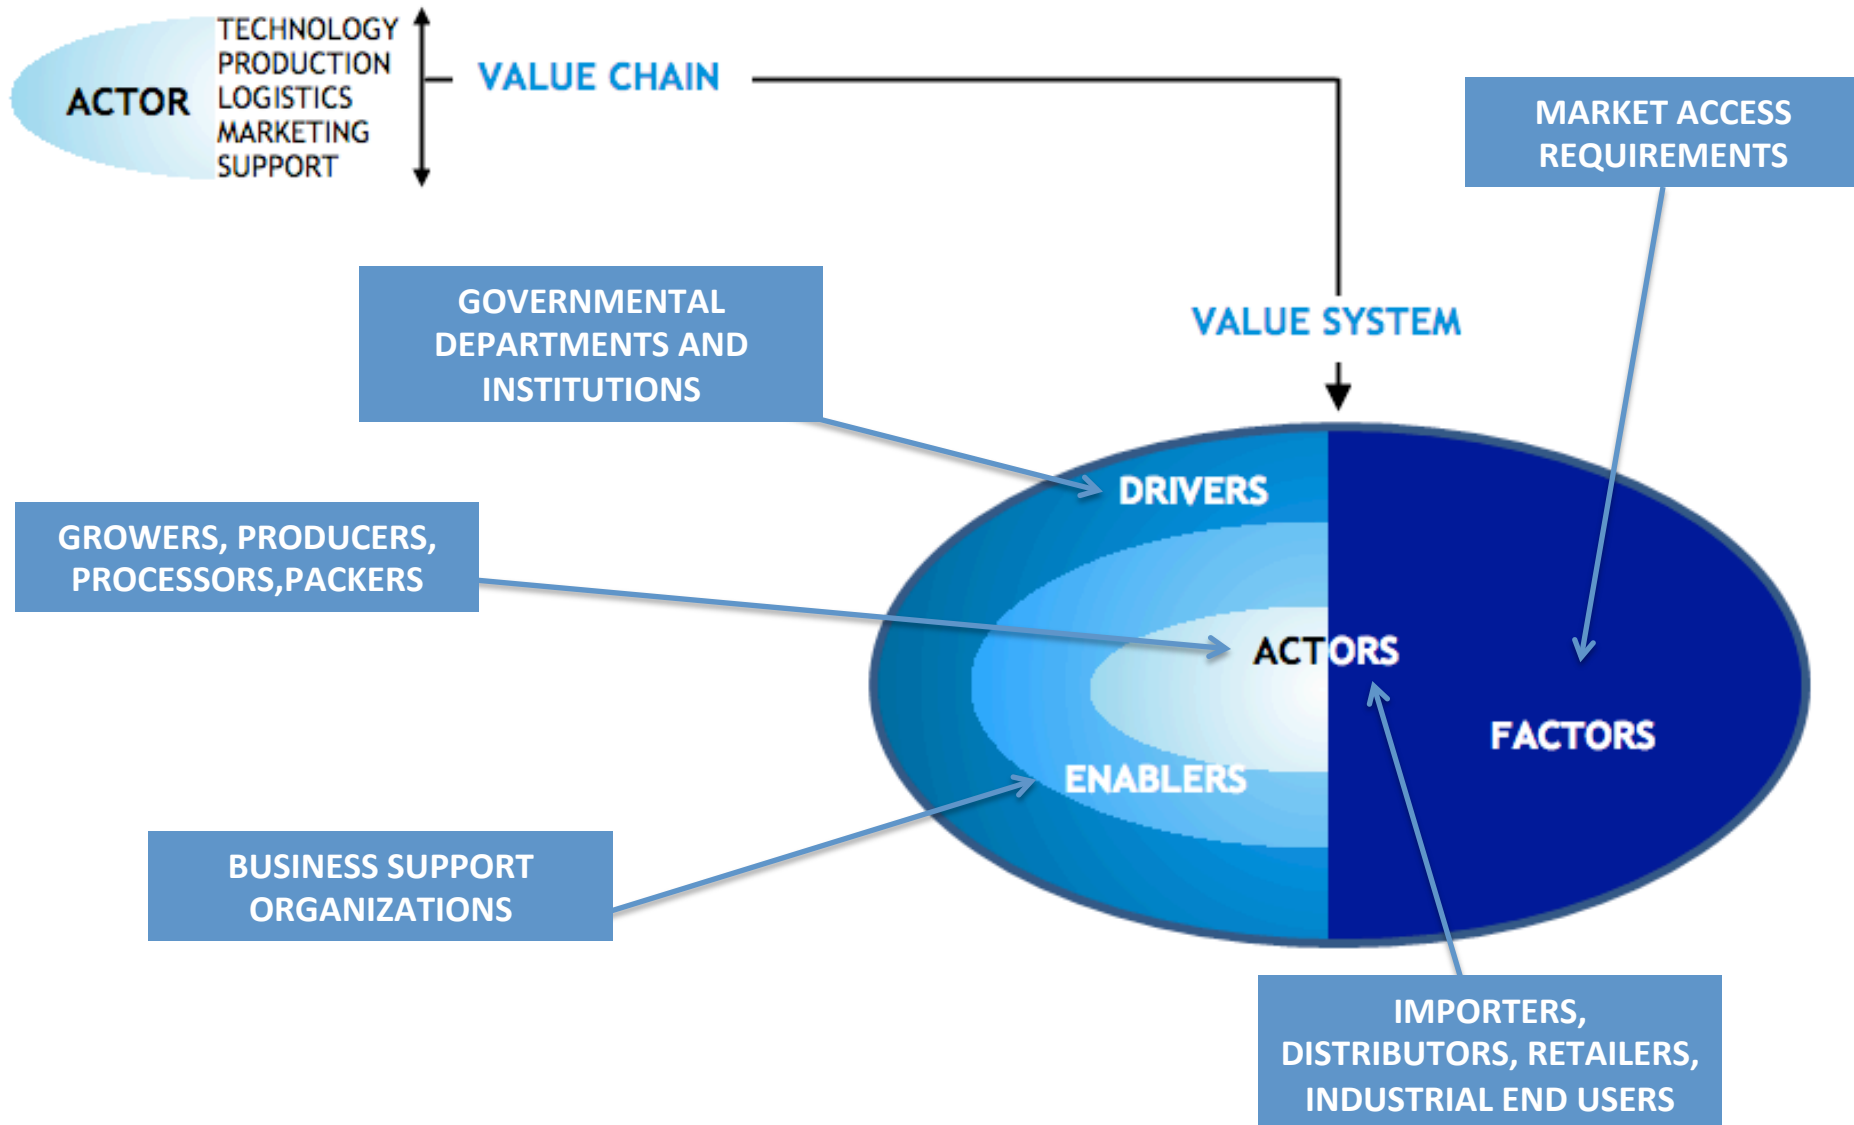 ACTOR
TECHNOLOGY
PRODUCTION
LOGISTICS
MARKETING
SUPPORT
VALUE CHAIN
MARKET ACCESS
REQUIREMENTS
GOVERNMENTAL
DEPARTMENTS AND
INSTITUTIONS
VALUE SYSTEM
DRIVERS
GROWERS, PRODUCERS,
PROCESSORS,PACKERS
ACTORS
FACTORS
ENABLERS
BUSINESS SUPPORT
ORGANIZATIONS
IMPORTERS,
DISTRIBUTORS, RETAILERS,
INDUSTRIAL END USERS